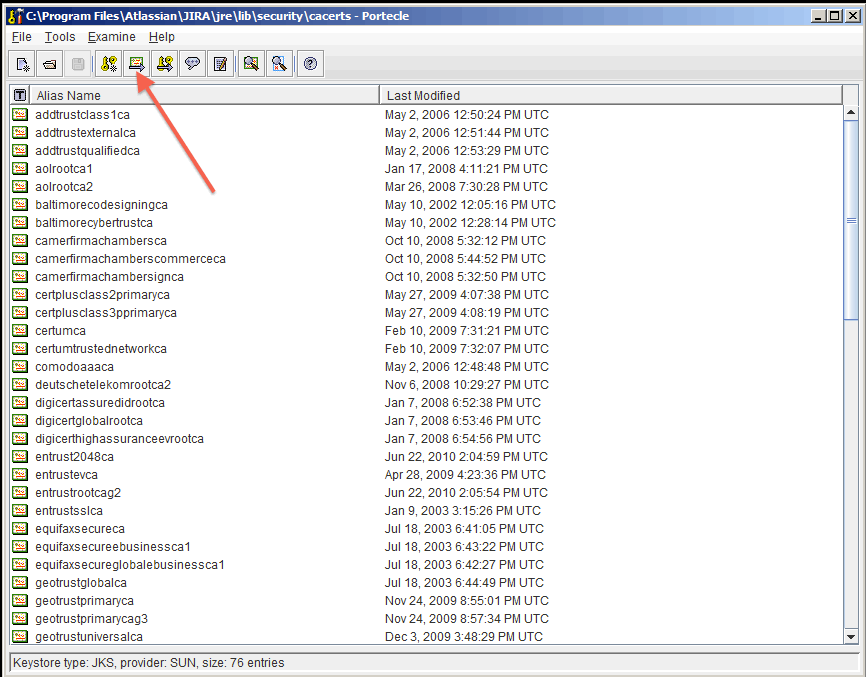 C:\Program Files\Atlassian\JIRA\jre\lib\security\cacerts - Portecle
File Tools Examine Help
T Alias Name Last Modified
addtrustclass1ca May 2, 2006 12:50:24 PM UTC
addtrustexternalca May 2, 2006 12:51:44 PM UTC
addtrustqualifiedca May 2, 2006 12:53:29 PM UTC
aolrootca1 Jan 17, 2008 4:11:21 PM UTC
aolrootca2 Mar 26, 2008 7:30:28 PM UTC
baltimorecodesigningca May 10, 2002 12:05:16 PM UTC
baltimorecybertrustca May 10, 2002 12:28:14 PM UTC
camerfirmachambersca Oct 10, 2008 5:32:12 PM UTC
camerfirmachamberscommerceca Oct 10, 2008 5:44:52 PM UTC
camerfirmachambersignca Oct 10, 2008 5:32:50 PM UTC
certplusclass2primaryca May 27, 2009 4:07:38 PM UTC
certplusclass3pprimaryca May 27, 2009 4:08:19 PM UTC
certumca Feb 10, 2009 7:31:21 PM UTC
certumtrustednetworkca Feb 10, 2009 7:32:07 PM UTC
comodoaaaca May 2, 2006 12:48:48 PM UTC
deutschetelekomrootca2 Nov 6, 2008 10:29:27 PM UTC
digicertassuredidrootca Jan 7, 2008 6:52:38 PM UTC
digicertglobalrootca Jan 7, 2008 6:53:46 PM UTC
digicerthighassuranceevrootca Jan 7, 2008 6:54:56 PM UTC
entrust2048ca Jun 22, 2010 2:04:59 PM UTC
entrustevca Apr 28, 2009 4:23:36 PM UTC
entrustrootcag2 Jun 22, 2010 2:05:54 PM UTC
entrustsslca Jan 9, 2003 3:15:26 PM UTC
equifaxsecureca Jul 18, 2003 6:41:05 PM UTC
equifaxsecureebusinessca1 Jul 18, 2003 6:43:22 PM UTC
equifaxsecureglobalebusinessca1 Jul 18, 2003 6:42:27 PM UTC
geotrustglobalca Jul 18, 2003 6:44:49 PM UTC
geotrustprimaryca Nov 24, 2009 8:55:01 PM UTC
geotrustprimarycag3 Nov 24, 2009 8:57:34 PM UTC
geotrustuniversalca Dec 3, 2009 3:48:29 PM UTC
Keystore type: JKS, provider: SUN, size: 76 entries